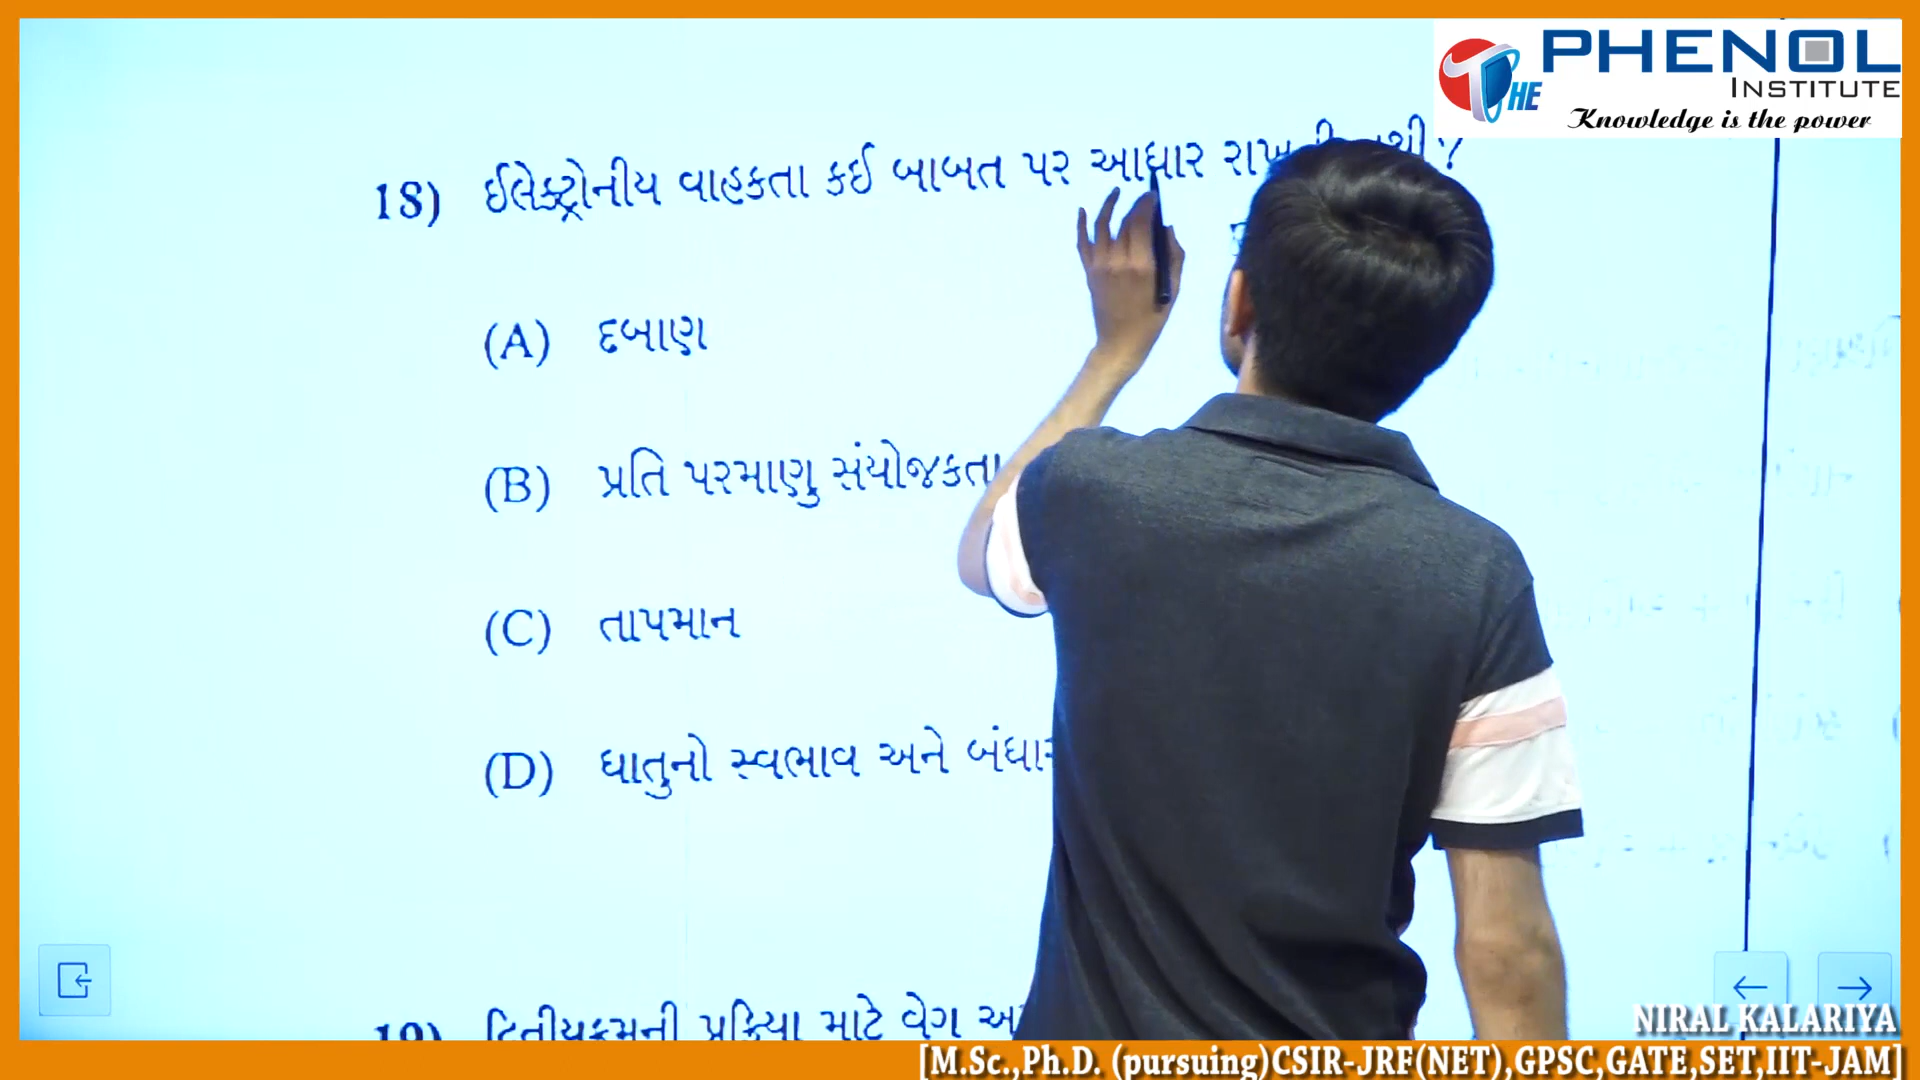 THE PHENOL
INSTITUTE
Knowledge is the power
18) ઈલેક્ટ્રોનીય વાહકતા કઈ બાબત પર આધાર
(A) દબાણ
(B) પ્રતિ પરમાણુ સંયોજકતા
(C) તાપમાન
(D) ધાતુનો સ્વભાવ અને
માટે વેગ
NIRAL KALARIYA
[M.Sc.,Ph.D. (pursuing)CSIR-JRF(NET),GPSC,GATE,SET,IIT-JAM]